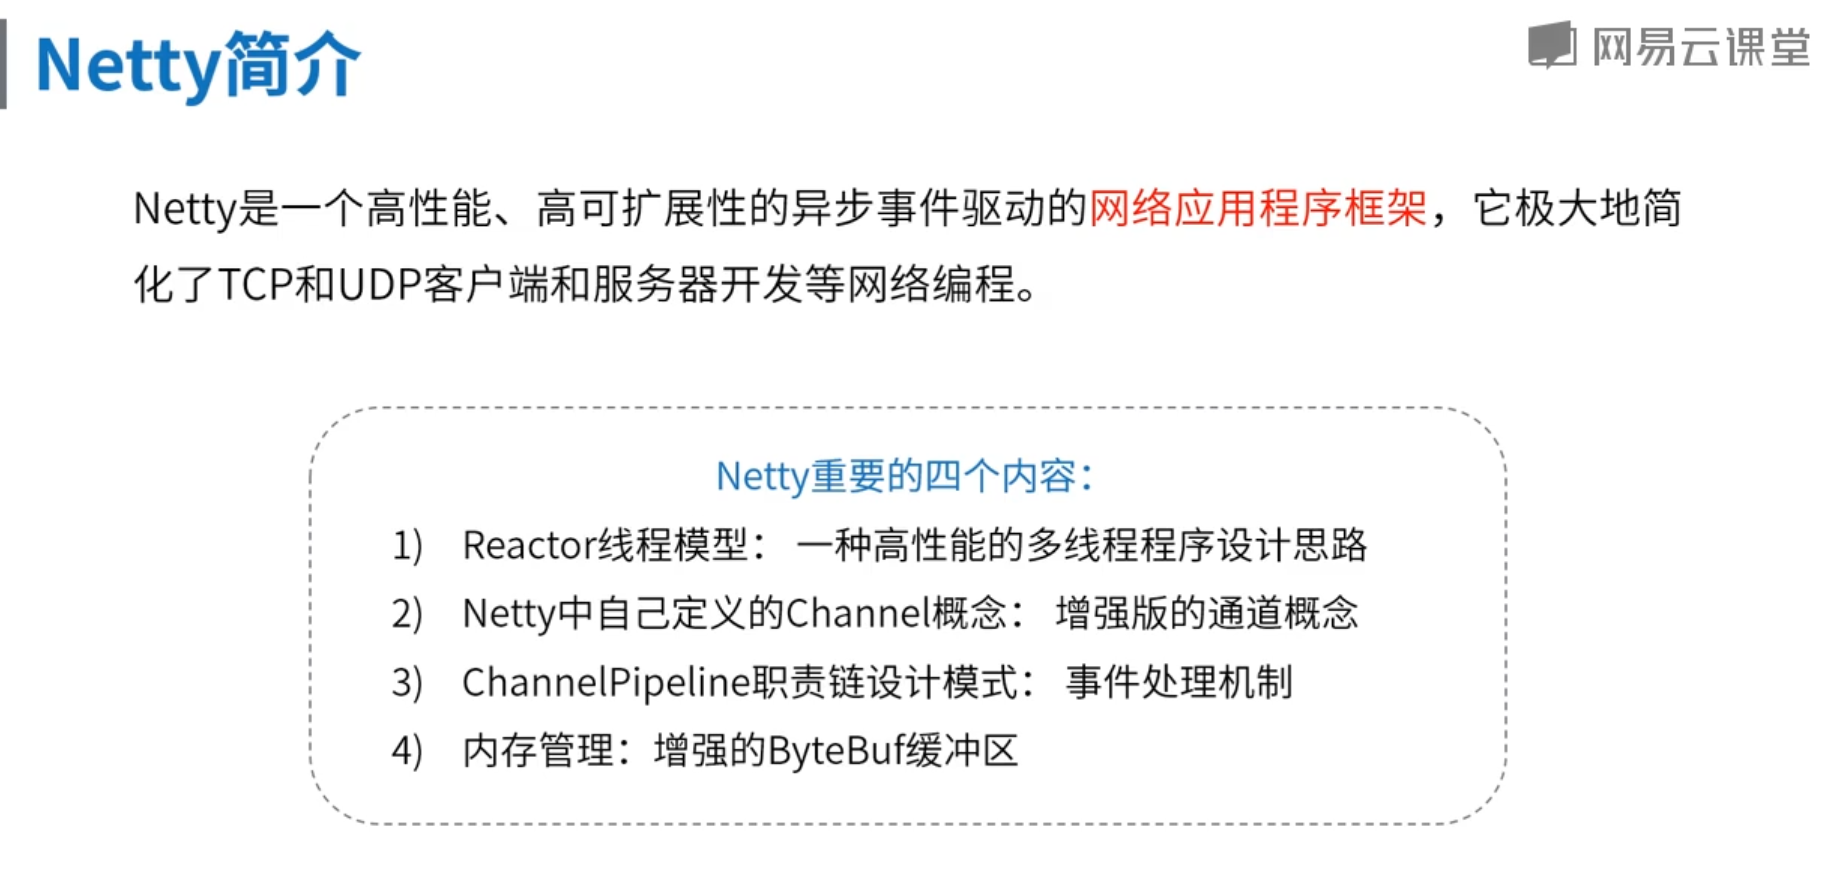 Netty简介
网易云课堂
Netty是一个高性能、高可扩展性的异步事件驱动的网络应用程序框架，它极大地简
化了TCP和UDP客户端和服务器开发等网络编程。
Netty重要的四个内容：
1) Reactor线程模型： 一种高性能的多线程程序设计思路
2) Netty中自己定义的Channel概念： 增强版的通道概念
3) ChannelPipeline职责链设计模式： 事件处理机制
4) 内存管理：增强的ByteBuf缓冲区